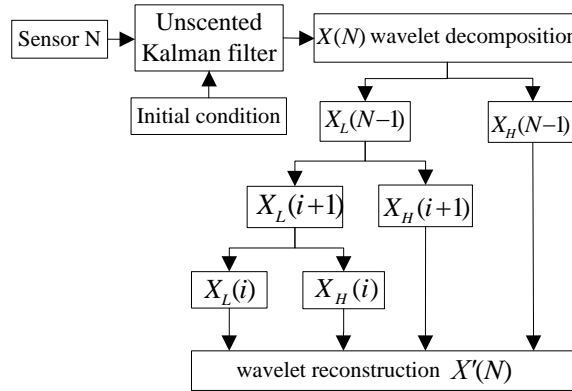 Sensor N
Unscented
Kalman filter
X(N) wavelet decomposition
Initial condition
X_L(N−1)
X_H(N−1)
X_L(i+1)
X_H(i+1)
X_L(i)
X_H(i)
wavelet reconstruction X′(N)